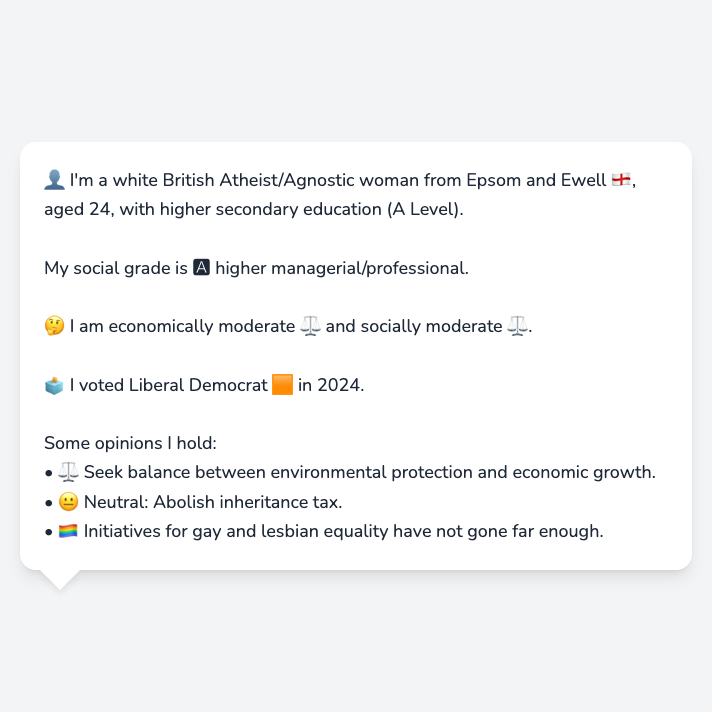 👤 I'm a white British Atheist/Agnostic woman from Epsom and Ewell 🏴󠁧󠁢󠁥󠁮󠁧󠁿,
aged 24, with higher secondary education (A Level).
My social grade is 🅰 higher managerial/professional.
🤔 I am economically moderate ⚖️ and socially moderate ⚖️.
🗳️ I voted Liberal Democrat 🟧 in 2024.
Some opinions I hold:
• ⚖️ Seek balance between environmental protection and economic growth.
• 😐 Neutral: Abolish inheritance tax.
• 🏳️‍🌈 Initiatives for gay and lesbian equality have not gone far enough.